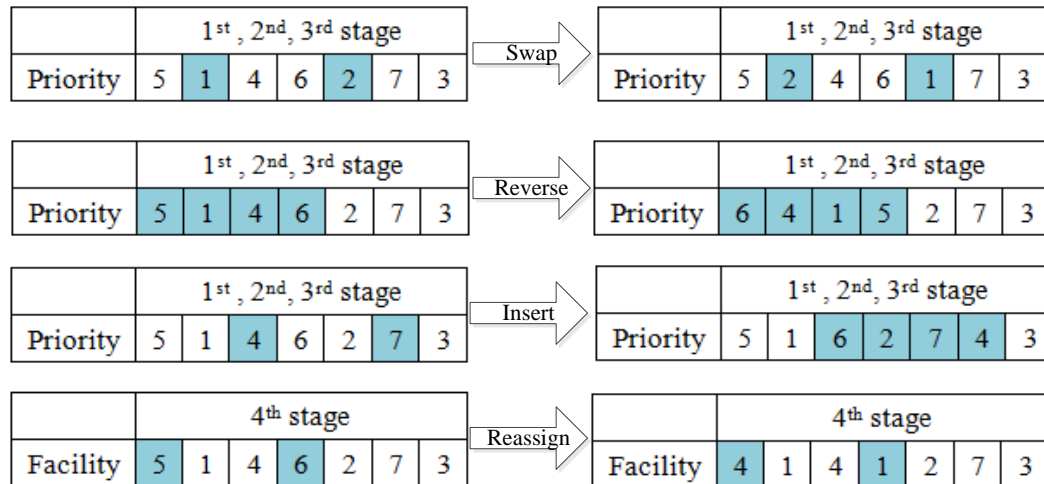 1st , 2nd, 3rd stage
Priority 5 1 4 6 2 7 3
Swap
1st , 2nd, 3rd stage
Priority 5 2 4 6 1 7 3
1st , 2nd, 3rd stage
Priority 5 1 4 6 2 7 3
Reverse
1st , 2nd, 3rd stage
Priority 6 4 1 5 2 7 3
1st , 2nd, 3rd stage
Priority 5 1 4 6 2 7 3
Insert
1st , 2nd, 3rd stage
Priority 5 1 6 2 7 4 3
4th stage
Facility 5 1 4 6 2 7 3
Reassign
4th stage
Facility 4 1 4 1 2 7 3